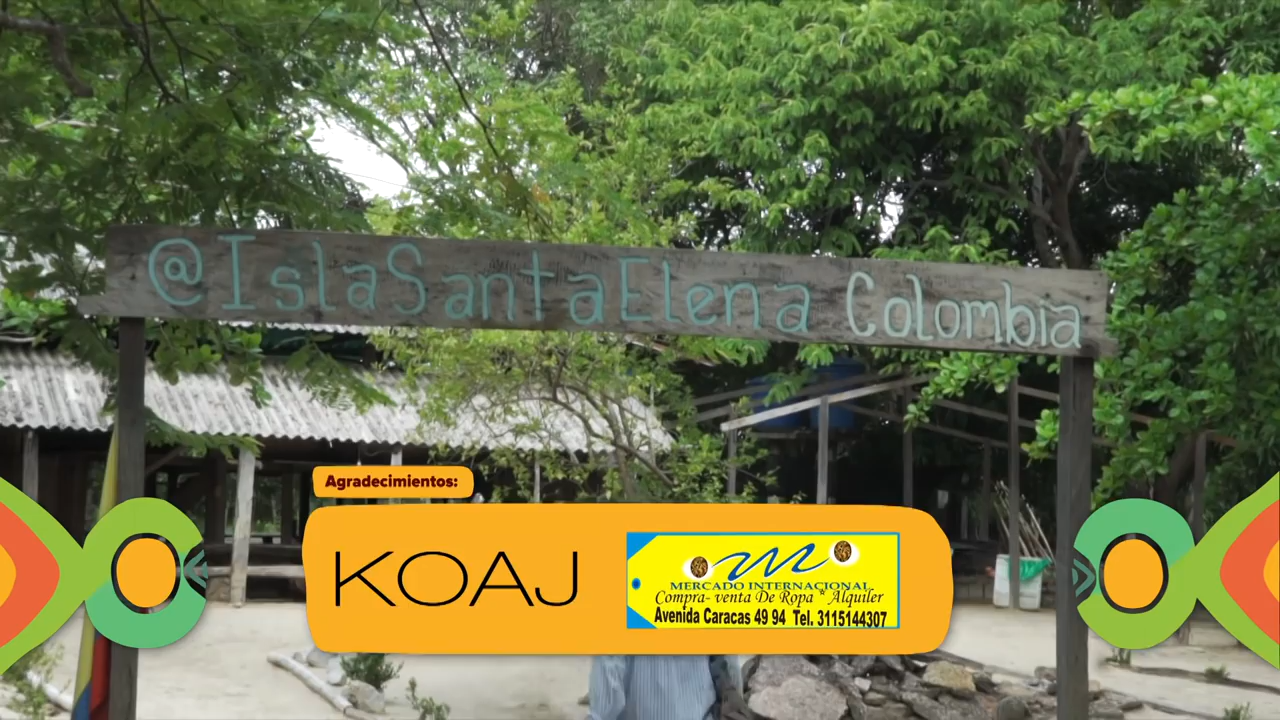 @IslaSantaElena Colombia
Agradecimientos:
KOAJ
MERCADO INTERNACIONAL
Compra-venta De Ropa * Alquiler
Avenida Caracas 49 94 Tel. 3115144307